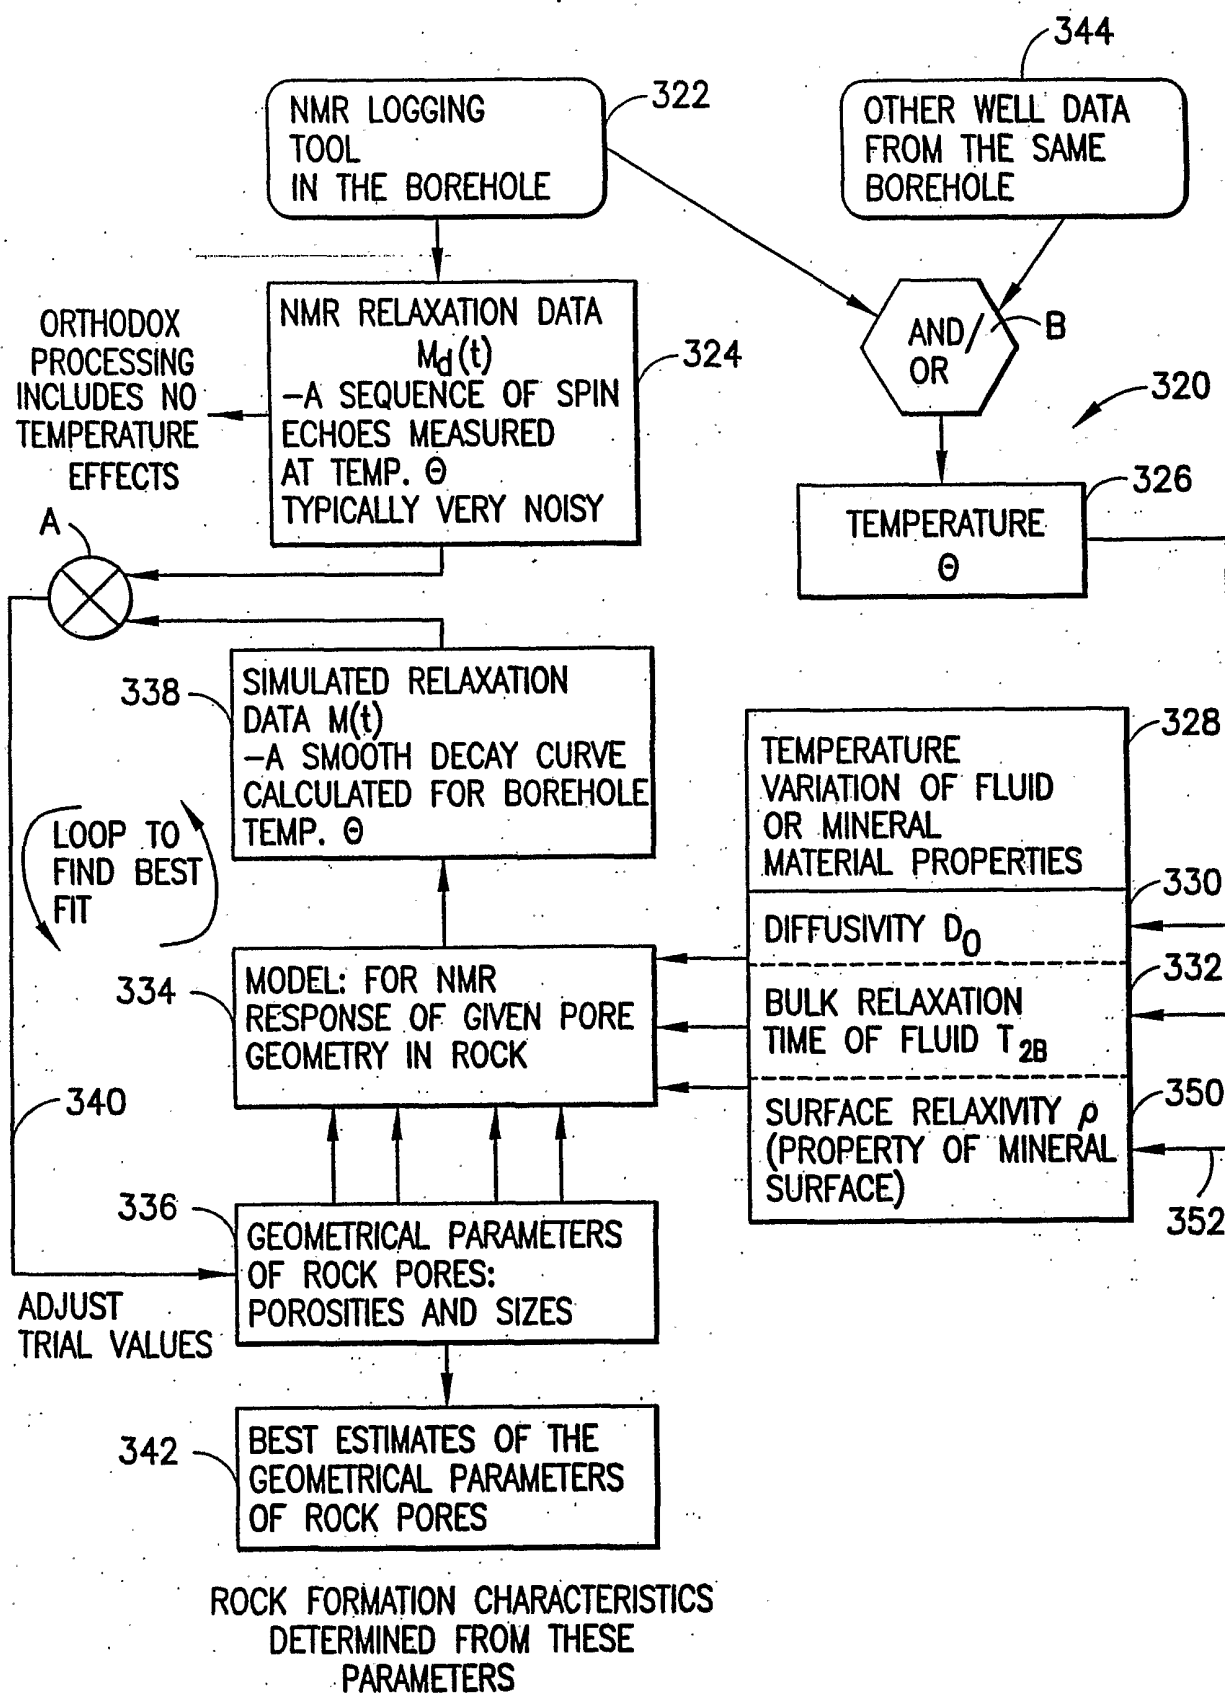 344
NMR LOGGING
TOOL
IN THE BOREHOLE
322
OTHER WELL DATA
FROM THE SAME
BOREHOLE
ORTHODOX
PROCESSING
INCLUDES NO
TEMPERATURE
EFFECTS
NMR RELAXATION DATA
Md(t)
-A SEQUENCE OF SPIN
ECHOES MEASURED
AT TEMP. Θ
TYPICALLY VERY NOISY
324
AND/
OR
B
320
326
TEMPERATURE
Θ
A
338
SIMULATED RELAXATION
DATA M(t)
-A SMOOTH DECAY CURVE
CALCULATED FOR BOREHOLE
TEMP. Θ
LOOP TO
FIND BEST
FIT
328
TEMPERATURE
VARIATION OF FLUID
OR MINERAL
MATERIAL PROPERTIES
330
DIFFUSIVITY D0
332
BULK RELAXATION
TIME OF FLUID T2B
350
SURFACE RELAXIVITY ρ
(PROPERTY OF MINERAL
SURFACE)
352
334
MODEL: FOR NMR
RESPONSE OF GIVEN PORE
GEOMETRY IN ROCK
340
336
GEOMETRICAL PARAMETERS
OF ROCK PORES:
POROSITIES AND SIZES
ADJUST
TRIAL VALUES
342
BEST ESTIMATES OF THE
GEOMETRICAL PARAMETERS
OF ROCK PORES
ROCK FORMATION CHARACTERISTICS
DETERMINED FROM THESE
PARAMETERS